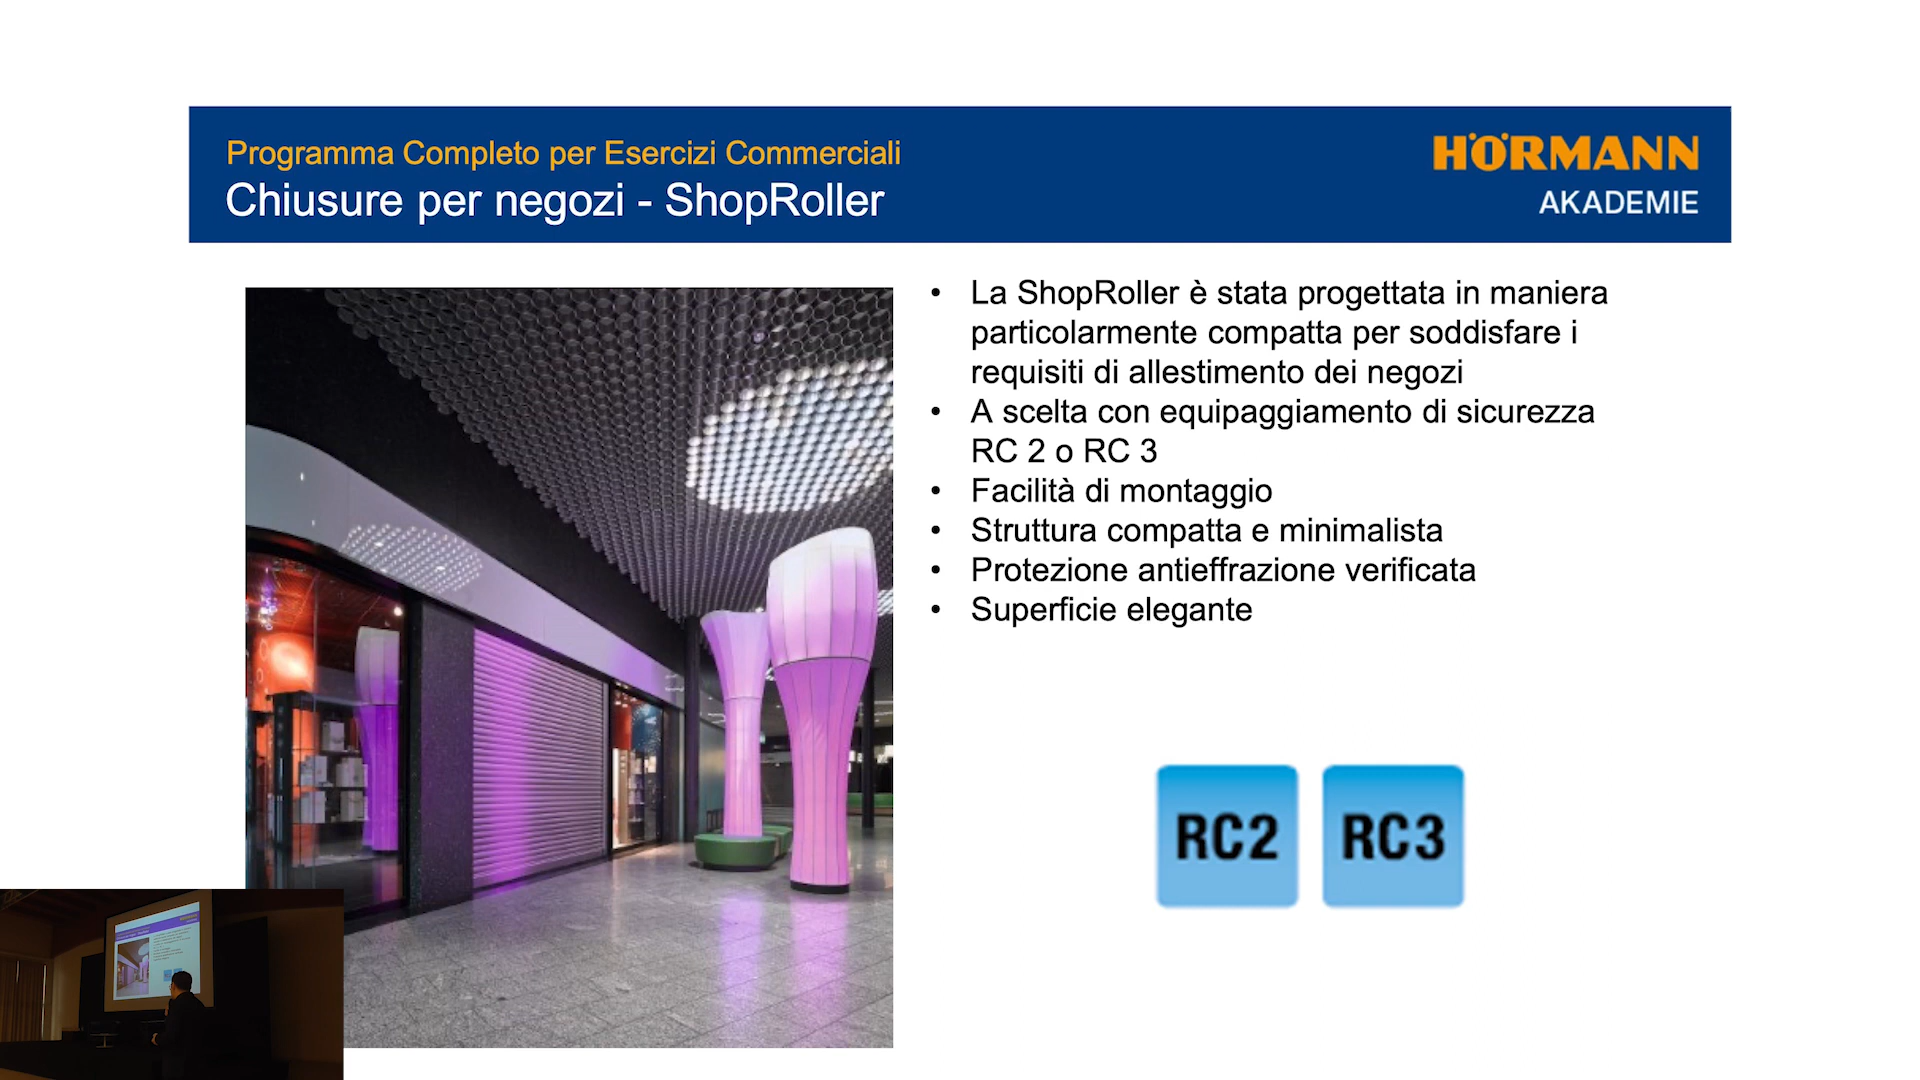 Programma Completo per Esercizi Commerciali
Chiusure per negozi - ShopRoller
HÖRMANN
AKADEMIE
• La ShopRoller è stata progettata in maniera
particolarmente compatta per soddisfare i
requisiti di allestimento dei negozi
• A scelta con equipaggiamento di sicurezza
RC 2 o RC 3
• Facilità di montaggio
• Struttura compatta e minimalista
• Protezione antieffrazione verificata
• Superficie elegante
RC2 RC3